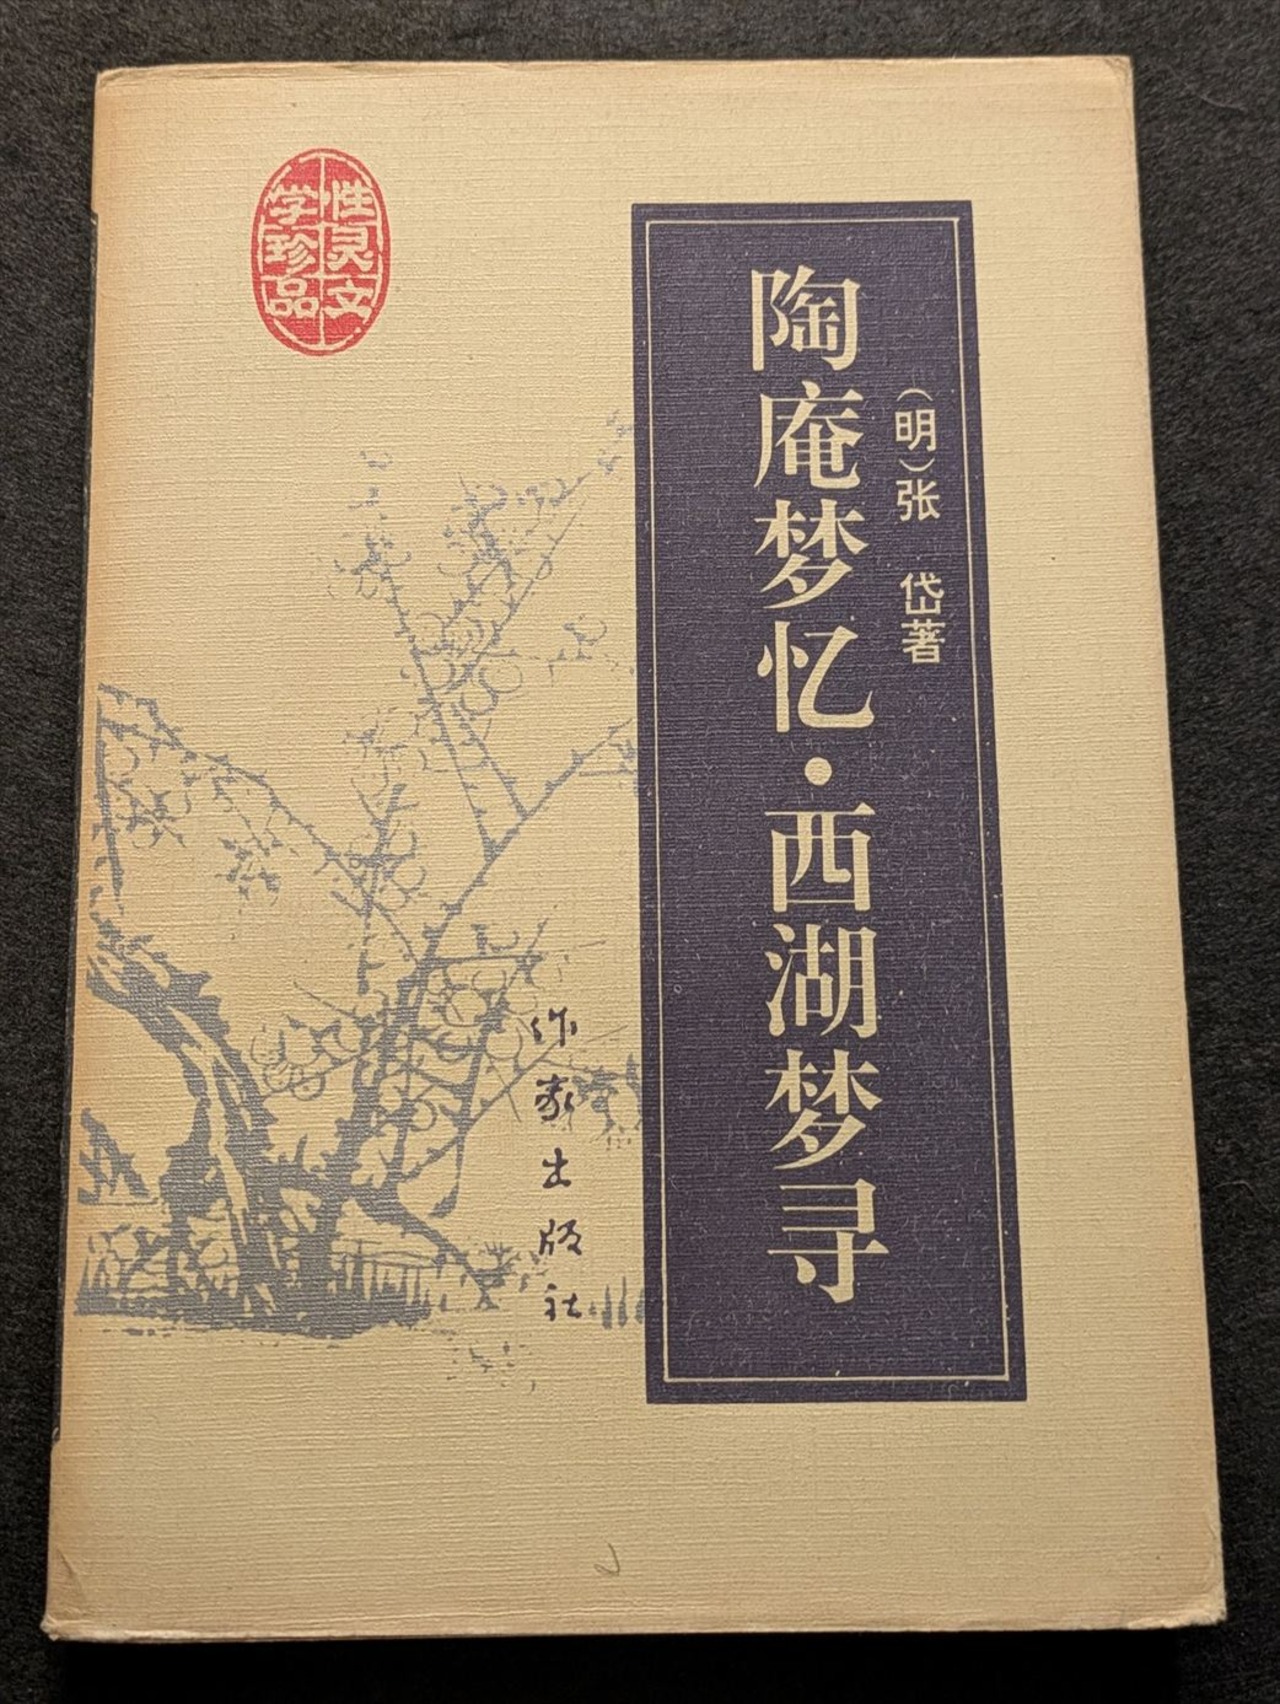 性灵文
学珍品
(明)张 岱著
陶庵梦忆·西湖梦寻
作家出版社